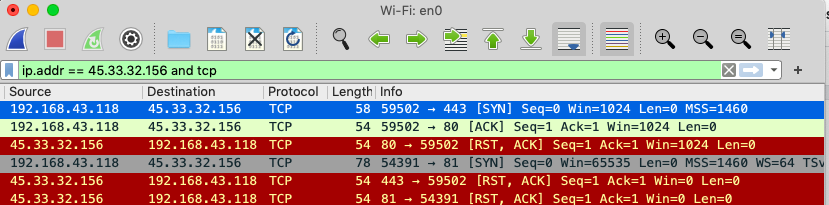 Wi-Fi: en0
ip.addr == 45.33.32.156 and tcp
Source Destination Protocol Length Info
192.168.43.118 45.33.32.156 TCP 58 59502 → 443 [SYN] Seq=0 Win=1024 Len=0 MSS=1460
192.168.43.118 45.33.32.156 TCP 54 59502 → 80 [ACK] Seq=1 Ack=1 Win=1024 Len=0
45.33.32.156 192.168.43.118 TCP 54 80 → 59502 [RST, ACK] Seq=1 Ack=1 Win=1024 Len=0
192.168.43.118 45.33.32.156 TCP 78 54391 → 81 [SYN] Seq=0 Win=65535 Len=0 MSS=1460 WS=64 TSv
45.33.32.156 192.168.43.118 TCP 54 443 → 59502 [RST, ACK] Seq=1 Ack=1 Win=0 Len=0
45.33.32.156 192.168.43.118 TCP 54 81 → 54391 [RST, ACK] Seq=1 Ack=1 Win=0 Len=0